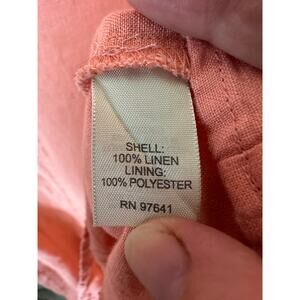 SHELL:
100% LINEN
LINING:
100% POLYESTER
RN 97641